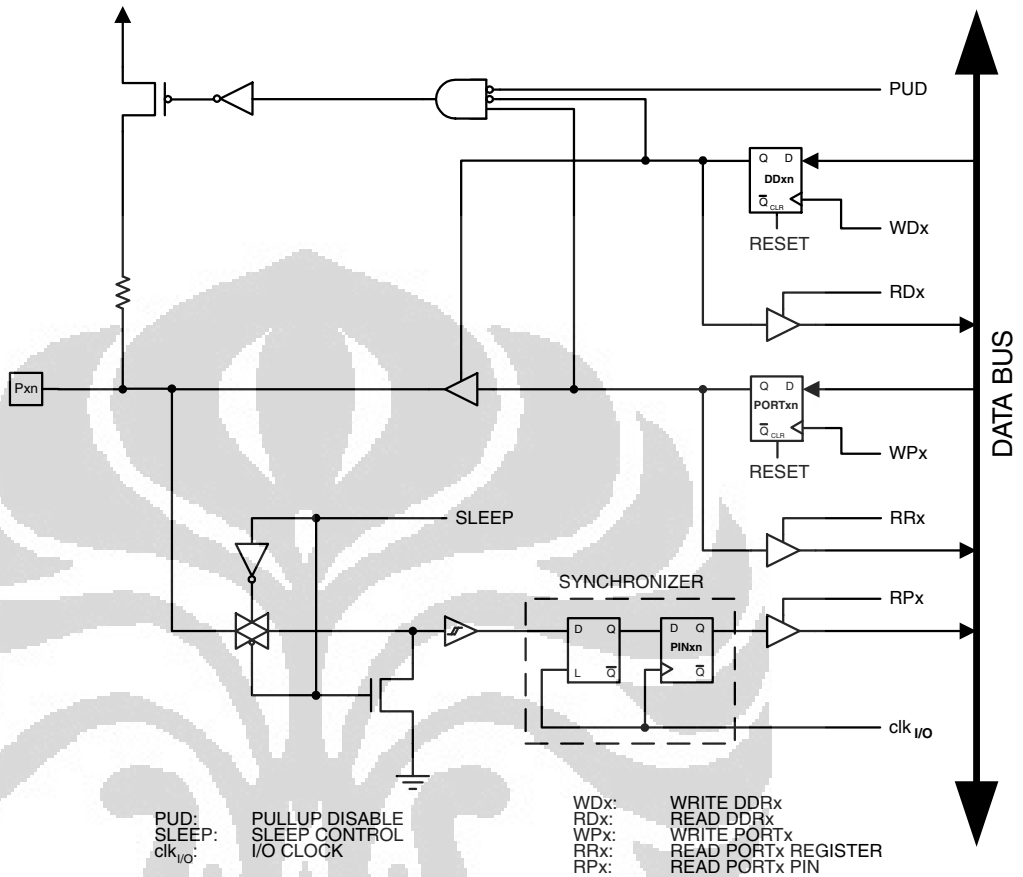 PUD
Q D
DDxn
Q CLR
WDx
RESET
RDx
DATA BUS
Pxn
Q D
PORTxn
Q CLR
WPx
RESET
SLEEP
RRx
SYNCHRONIZER
RPx
D Q
L Q
D Q
PINxn
Q
clk I/O
PUD: PULLUP DISABLE
SLEEP: SLEEP CONTROL
clkI/O: I/O CLOCK
WDx: WRITE DDRx
RDx: READ DDRx
WPx: WRITE PORTx
RRx: READ PORTx REGISTER
RPx: READ PORTx PIN